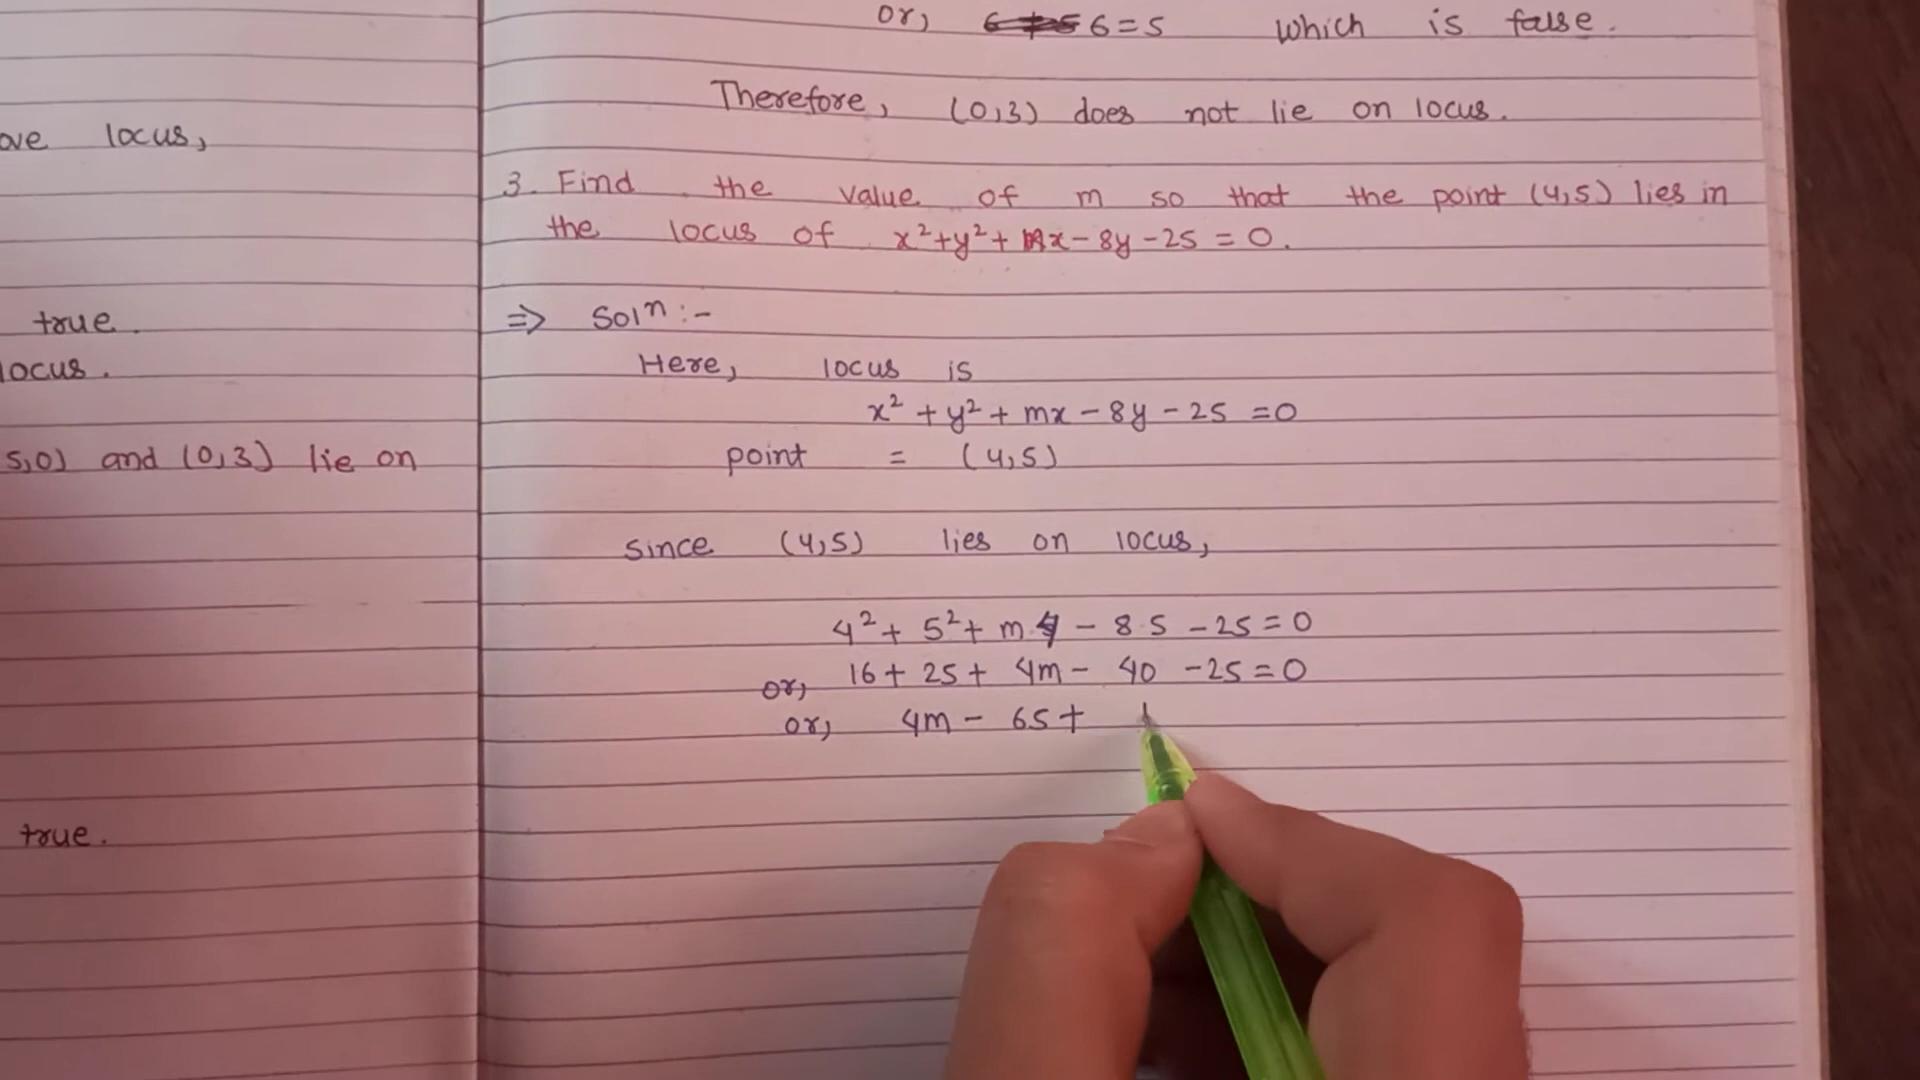 ove locus,
true.
locus.
5,0) and (0,3) lie on
true.
or, 6=5 which is false.
Therefore, (0,3) does not lie on locus.
3. Find the value of m so that the point (4,5) lies in
the locus of x²+y²+mx-8y-25=0.
⇒ Solⁿ:-
Here, locus is
x²+y²+mx-8y-25=0
point = (4,5)
since (4,5) lies on locus,
4²+5²+m.4-8.5-25=0
or, 16+25+4m-40-25=0
or, 4m-65+